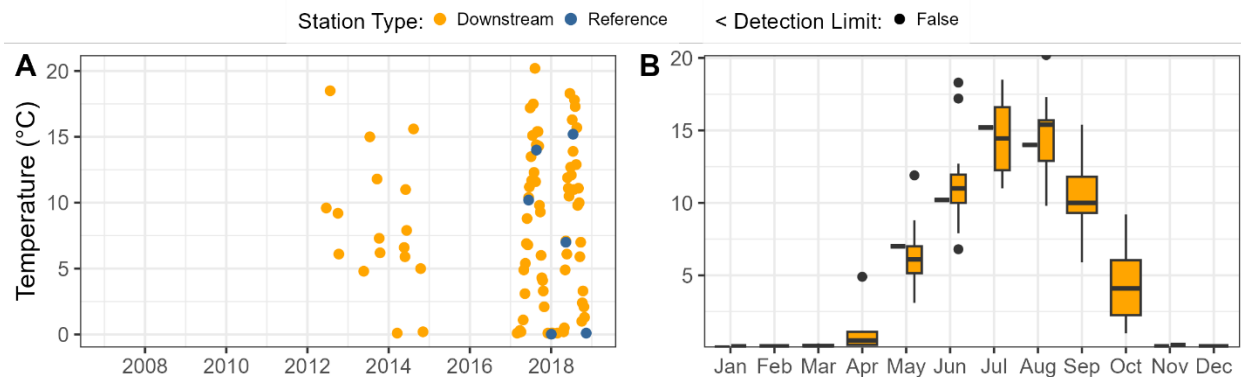 Station Type: Downstream Reference < Detection Limit: False
A B
Temperature (°C)
20
15
10
5
0
2008 2010 2012 2014 2016 2018
20
15
10
5
Jan Feb Mar Apr May Jun Jul Aug Sep Oct Nov Dec